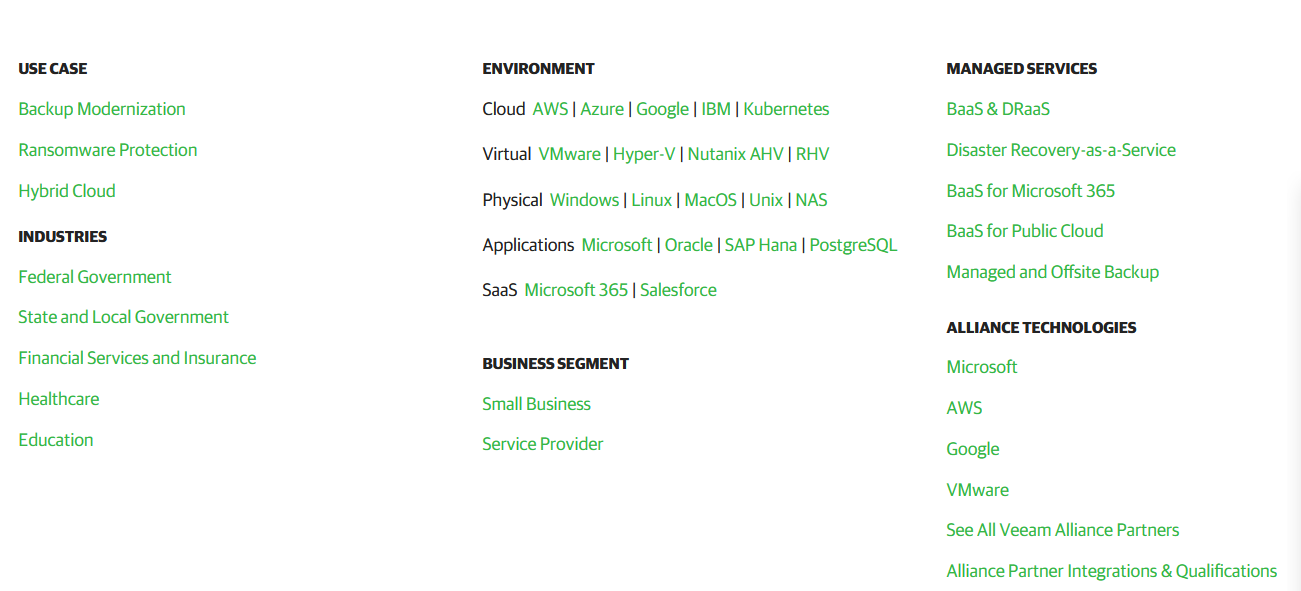 USE CASE
Backup Modernization
Ransomware Protection
Hybrid Cloud
INDUSTRIES
Federal Government
State and Local Government
Financial Services and Insurance
Healthcare
Education
ENVIRONMENT
Cloud AWS | Azure | Google | IBM | Kubernetes
Virtual VMware | Hyper-V | Nutanix AHV | RHV
Physical Windows | Linux | MacOS | Unix | NAS
Applications Microsoft | Oracle | SAP Hana | PostgreSQL
SaaS Microsoft 365 | Salesforce
BUSINESS SEGMENT
Small Business
Service Provider
MANAGED SERVICES
BaaS & DRaaS
Disaster Recovery-as-a-Service
BaaS for Microsoft 365
BaaS for Public Cloud
Managed and Offsite Backup
ALLIANCE TECHNOLOGIES
Microsoft
AWS
Google
VMware
See All Veeam Alliance Partners
Alliance Partner Integrations & Qualifications